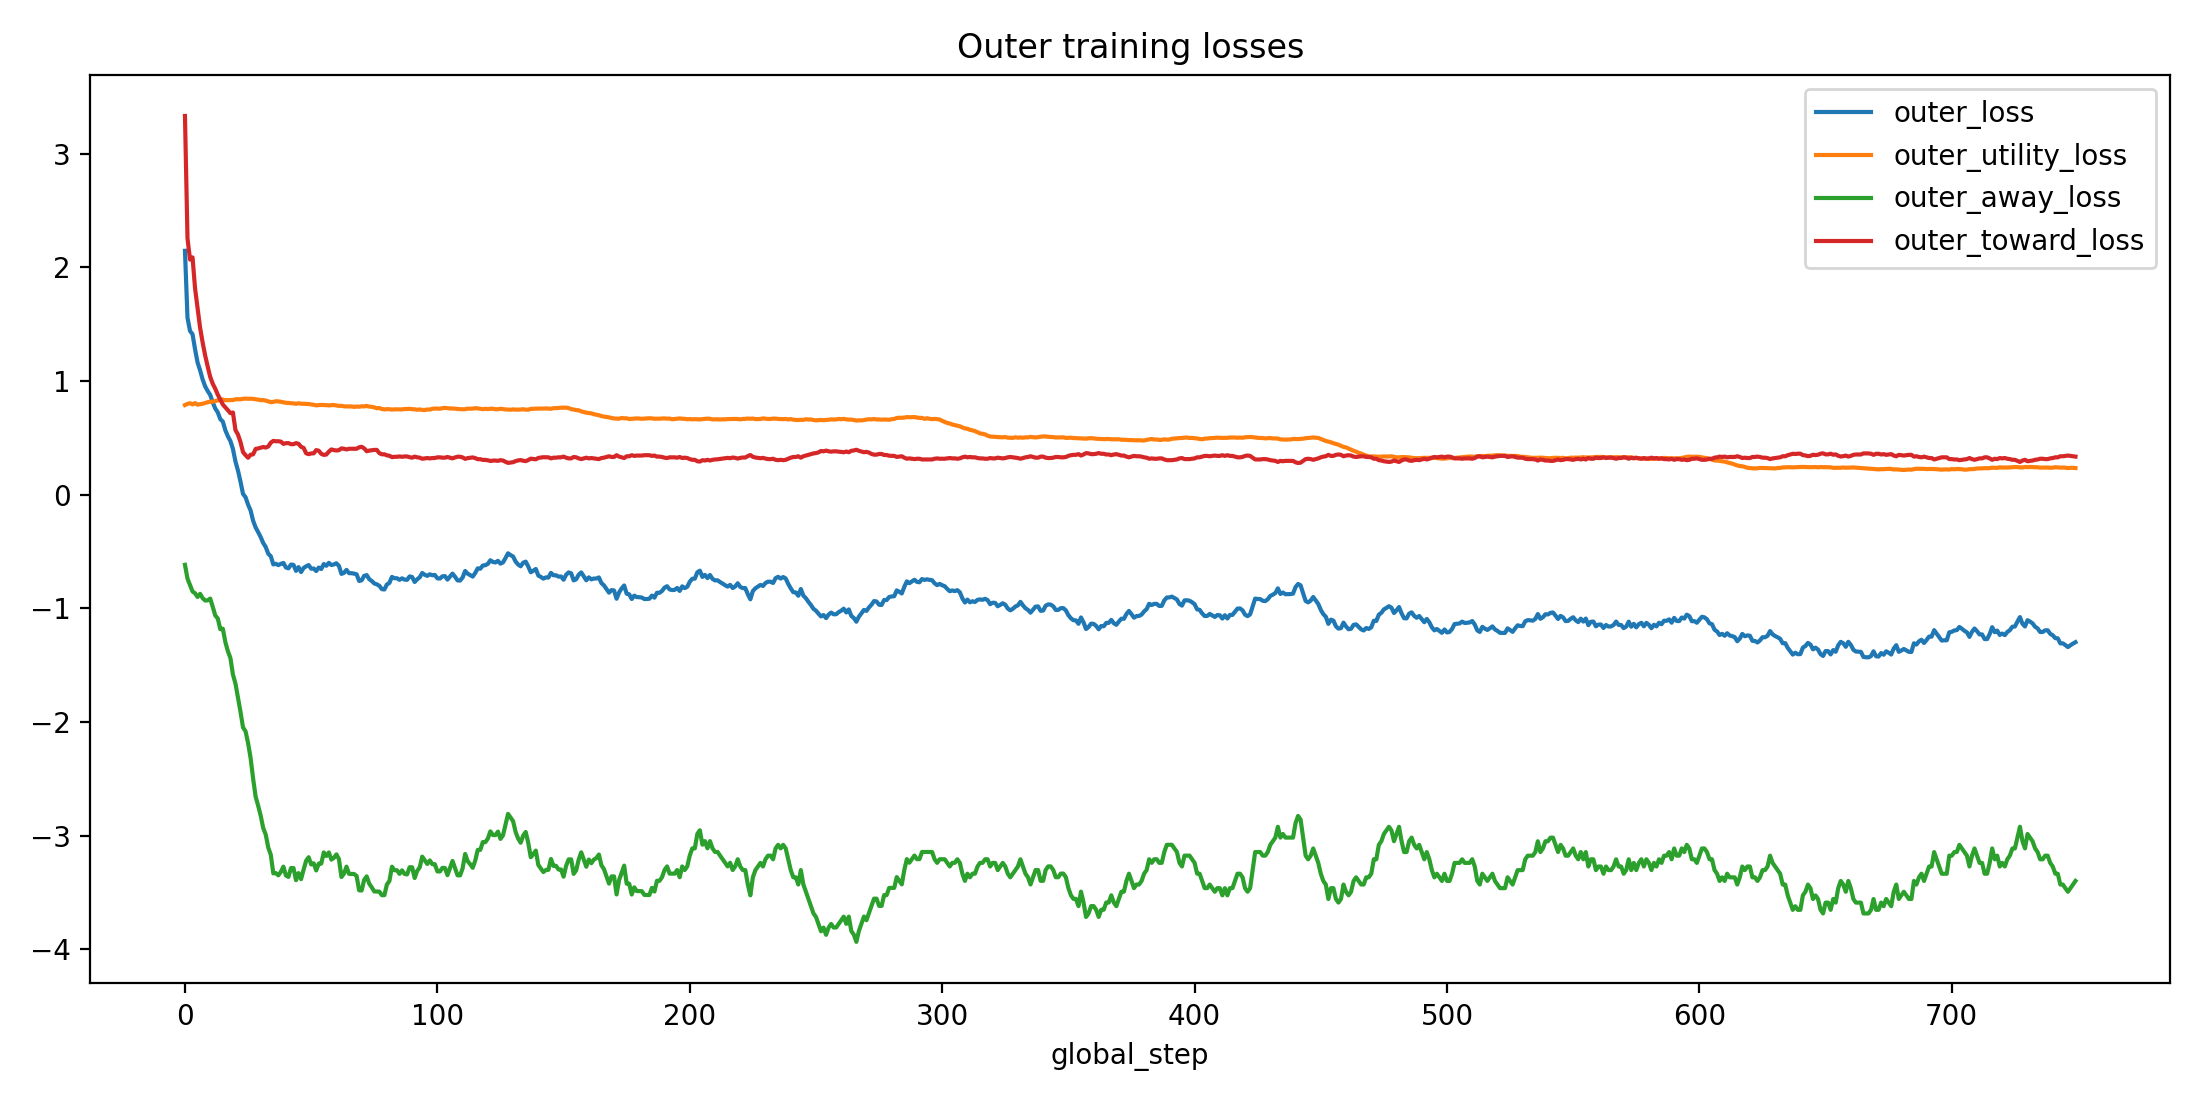 Outer training losses
outer_loss
outer_utility_loss
outer_away_loss
outer_toward_loss
3
2
1
0
−1
−2
−3
−4
0 100 200 300 400 500 600 700
global_step